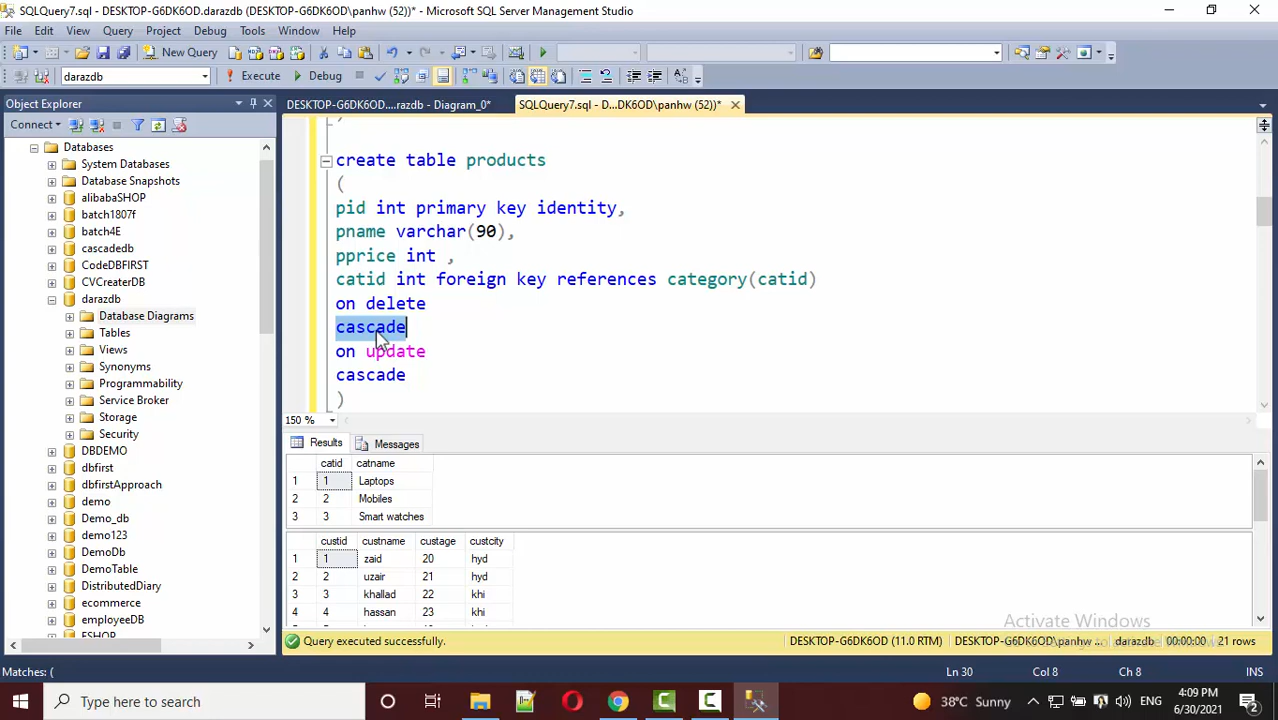 SQLQuery7.sql - DESKTOP-G6DK6OD.darazdb (DESKTOP-G6DK6OD\panhw (52))* - Microsoft SQL Server Management Studio
File Edit View Query Project Debug Tools Window Help
New Query
darazdb Execute Debug
Object Explorer
DESKTOP-G6DK6OD....razdb - Diagram_0* SQLQuery7.sql - D...DK6OD\panhw (52))*
Connect
Databases
System Databases
Database Snapshots
alibabaSHOP
batch1807f
batch4E
cascadedb
CodeDBFIRST
CVCreaterDB
darazdb
Database Diagrams
Tables
Views
Synonyms
Programmability
Service Broker
Storage
Security
DBDEMO
dbfirst
dbfirstApproach
demo
Demo_db
demo123
DemoDb
DemoTable
DistributedDiary
ecommerce
employeeDB
ESHOP
create table products
(
pid int primary key identity,
pname varchar(90),
pprice int ,
catid int foreign key references category(catid)
on delete
cascade
on update
cascade
)
150 %
Results Messages
catid catname
1 1 Laptops
2 2 Mobiles
3 3 Smart watches
custid custname custage custcity
1 1 zaid 20 hyd
2 2 uzair 21 hyd
3 3 khallad 22 khi
4 4 hassan 23 khi
Activate Windows
Query executed successfully. DESKTOP-G6DK6OD (11.0 RTM) DESKTOP-G6DK6OD\panhw ... darazdb 00:00:00 21 rows
Matches: ( Ln 30 Col 8 Ch 8 INS
Type here to search
38°C Sunny
ENG
4:09 PM
6/30/2021
2